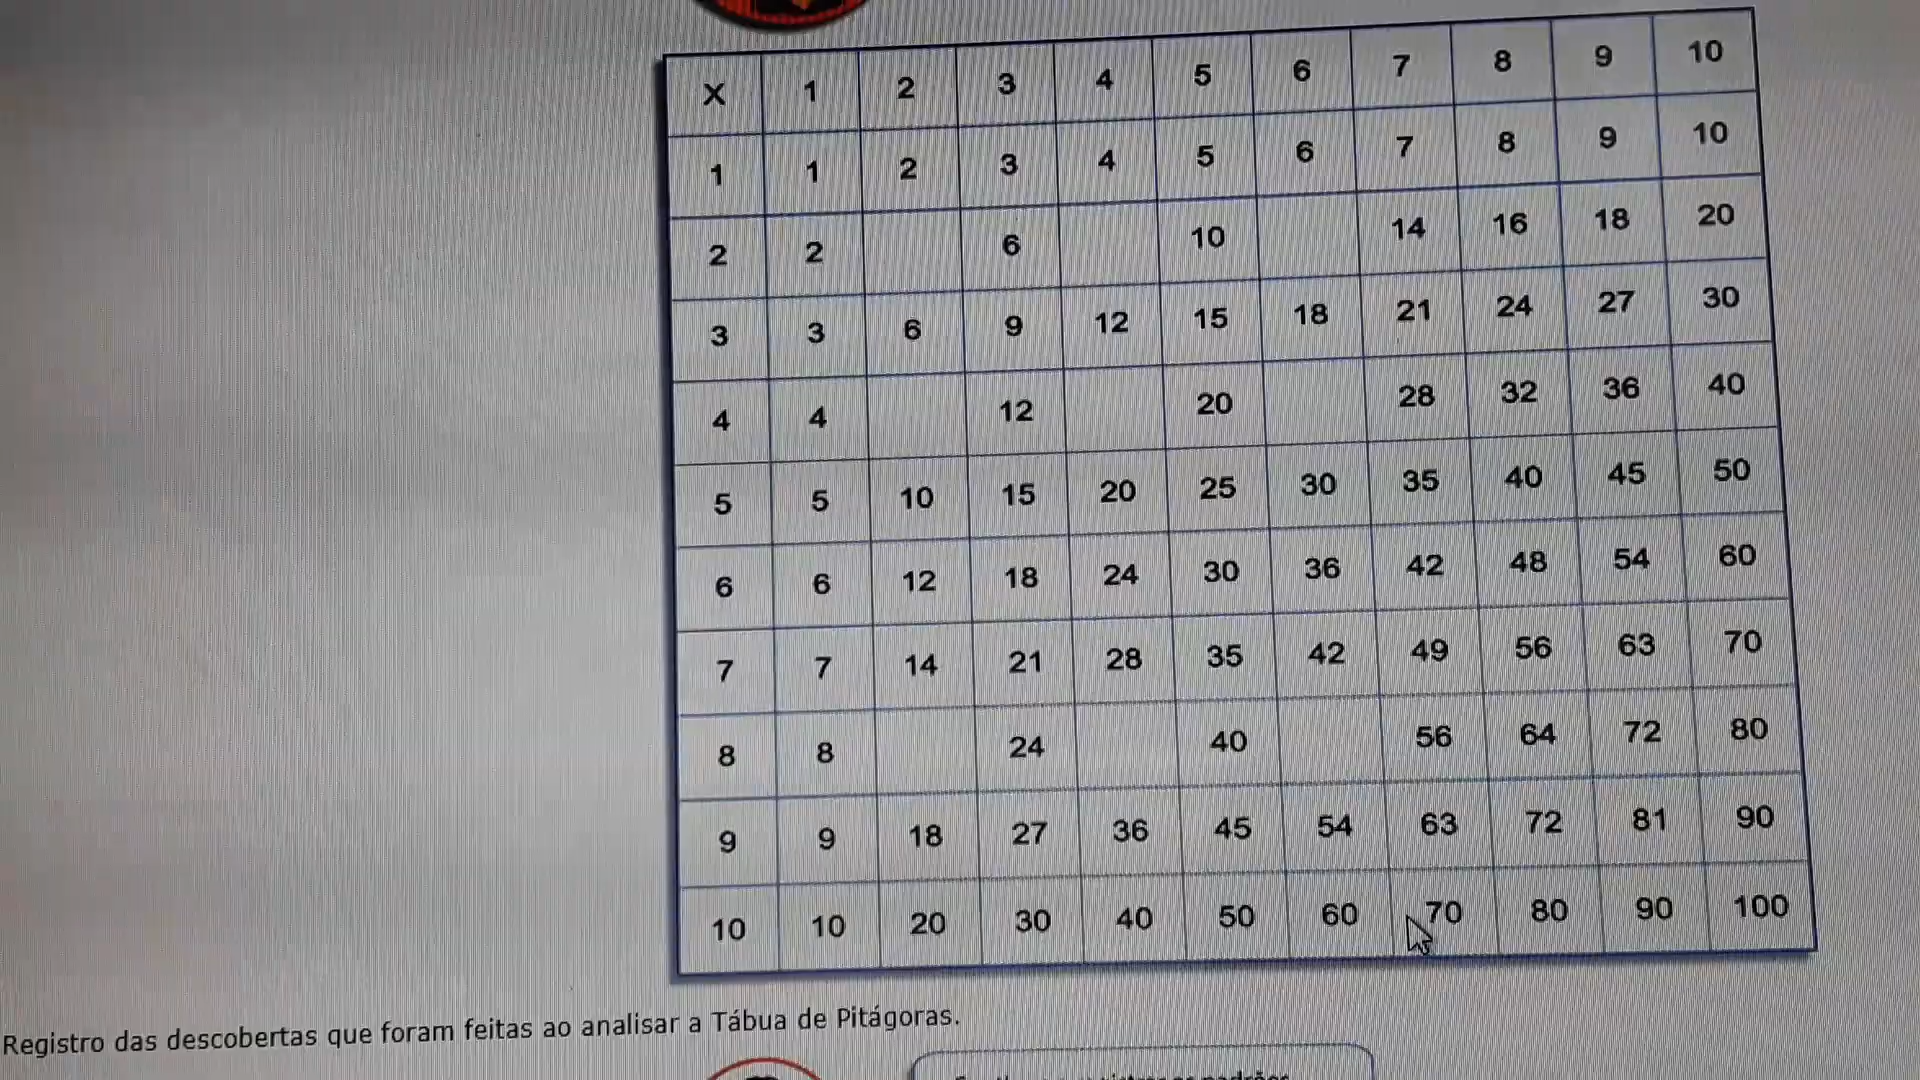 X 1 2 3 4 5 6 7 8 9 10
1 1 2 3 4 5 6 7 8 9 10
2 2 6 10 14 16 18 20
3 3 6 9 12 15 18 21 24 27 30
4 4 12 20 28 32 36 40
5 5 10 15 20 25 30 35 40 45 50
6 6 12 18 24 30 36 42 48 54 60
7 7 14 21 28 35 42 49 56 63 70
8 8 24 40 56 64 72 80
9 9 18 27 36 45 54 63 72 81 90
10 10 20 30 40 50 60 70 80 90 100
Registro das descobertas que foram feitas ao analisar a Tábua de Pitágoras.
padrões